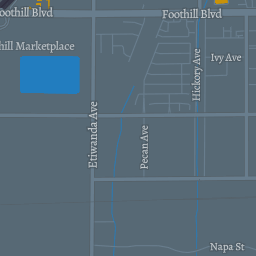 Foothill Blvd
Foothill Blvd
hill Marketplace
Ivy Ave
Hickory Ave
Etiwanda Ave
Pecan Ave
Napa St